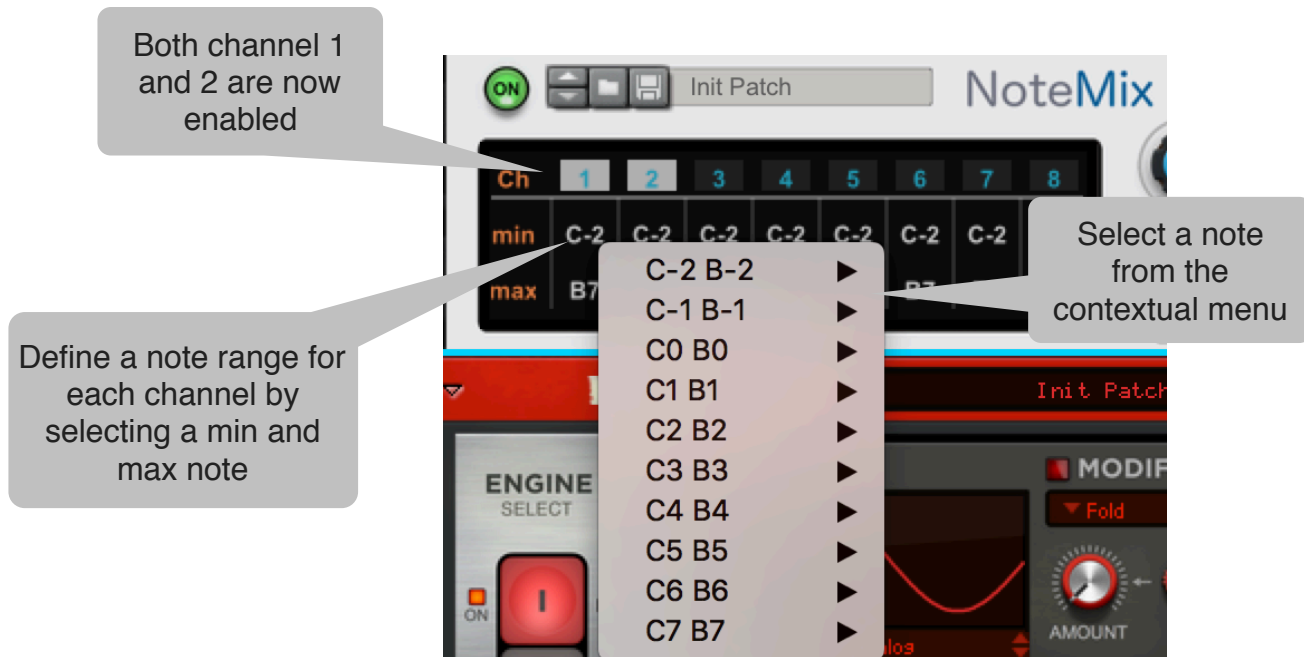 Both channel 1
and 2 are now
enabled
ON
Init Patch
NoteMix
Ch 1 2 3 4 5 6 7 8
min C-2 C-2 C-2 C-2 C-2 C-2 C-2
max B7
Select a note
from the
contextual menu
Define a note range for
each channel by
selecting a min and
max note
C-2 B-2
C-1 B-1
C0 B0
C1 B1
C2 B2
C3 B3
C4 B4
C5 B5
C6 B6
C7 B7
Init Patch
ENGINE
SELECT
ON
I
MODIF
Fold
AMOUNT